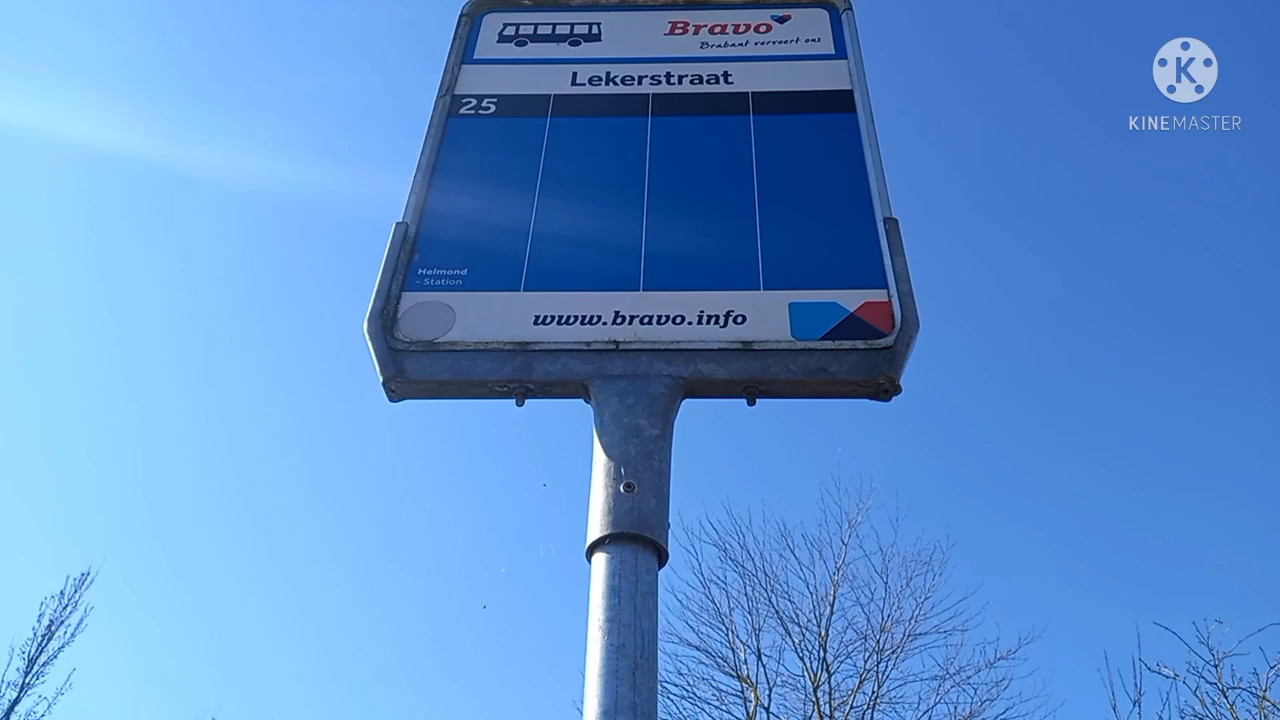 Bravo
Brabant vervoert ons
Lekerstraat
25
Helmond
- Station
www.bravo.info
K
KINEMASTER